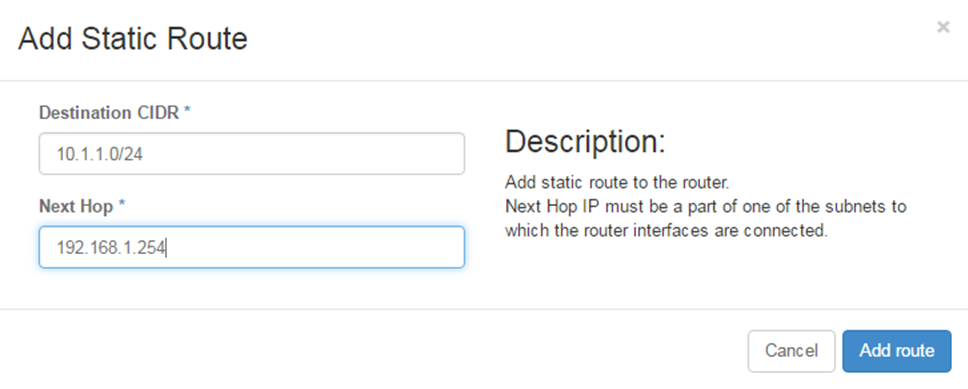 Add Static Route
×
Destination CIDR *
10.1.1.0/24
Next Hop *
192.168.1.254
Description:
Add static route to the router.
Next Hop IP must be a part of one of the subnets to
which the router interfaces are connected.
Cancel
Add route